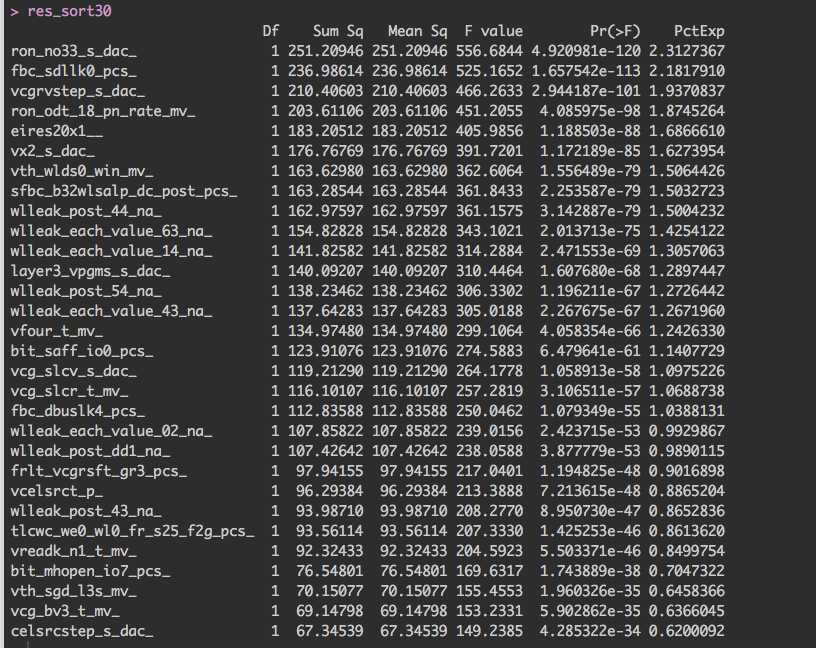 > res_sort30
Df Sum Sq Mean Sq F value Pr(>F) PctExp
ron_no33_s_dac_ 1 251.20946 251.20946 556.6844 4.920981e-120 2.3127367
fbc_sdllk0_pcs_ 1 236.98614 236.98614 525.1652 1.657542e-113 2.1817910
vcgrvstep_s_dac_ 1 210.40603 210.40603 466.2633 2.944187e-101 1.9370837
ron_odt_18_pn_rate_mv_ 1 203.61106 203.61106 451.2055 4.085975e-98 1.8745264
eires20x1__ 1 183.20512 183.20512 405.9856 1.188503e-88 1.6866610
vx2_s_dac_ 1 176.76769 176.76769 391.7201 1.172189e-85 1.6273954
vth_wlds0_win_mv_ 1 163.62980 163.62980 362.6064 1.556489e-79 1.5064426
sfbc_b32wlsalp_dc_post_pcs_ 1 163.28544 163.28544 361.8433 2.253587e-79 1.5032723
wlleak_post_44_na_ 1 162.97597 162.97597 361.1575 3.142887e-79 1.5004232
wlleak_each_value_63_na_ 1 154.82828 154.82828 343.1021 2.013713e-75 1.4254122
wlleak_each_value_14_na_ 1 141.82582 141.82582 314.2884 2.471553e-69 1.3057063
layer3_vpgms_s_dac_ 1 140.09207 140.09207 310.4464 1.607680e-68 1.2897447
wlleak_post_54_na_ 1 138.23462 138.23462 306.3302 1.196211e-67 1.2726442
wlleak_each_value_43_na_ 1 137.64283 137.64283 305.0188 2.267675e-67 1.2671960
vfour_t_mv_ 1 134.97480 134.97480 299.1064 4.058354e-66 1.2426330
bit_saff_io0_pcs_ 1 123.91076 123.91076 274.5883 6.479641e-61 1.1407729
vcg_slcv_s_dac_ 1 119.21290 119.21290 264.1778 1.058913e-58 1.0975226
vcg_slcr_t_mv_ 1 116.10107 116.10107 257.2819 3.106511e-57 1.0688738
fbc_dbuslk4_pcs_ 1 112.83588 112.83588 250.0462 1.079349e-55 1.0388131
wlleak_each_value_02_na_ 1 107.85822 107.85822 239.0156 2.423715e-53 0.9929867
wlleak_post_dd1_na_ 1 107.42642 107.42642 238.0588 3.877779e-53 0.9890115
frlt_vcgrsft_gr3_pcs_ 1 97.94155 97.94155 217.0401 1.194825e-48 0.9016898
vcelsrct_p_ 1 96.29384 96.29384 213.3888 7.213615e-48 0.8865204
wlleak_post_43_na_ 1 93.98710 93.98710 208.2770 8.950730e-47 0.8652836
tlcwc_we0_wl0_fr_s25_f2g_pcs_ 1 93.56114 93.56114 207.3330 1.425253e-46 0.8613620
vreadk_n1_t_mv_ 1 92.32433 92.32433 204.5923 5.503371e-46 0.8499754
bit_mhopen_io7_pcs_ 1 76.54801 76.54801 169.6317 1.743889e-38 0.7047322
vth_sgd_l3s_mv_ 1 70.15077 70.15077 155.4553 1.960326e-35 0.6458366
vcg_bv3_t_mv_ 1 69.14798 69.14798 153.2331 5.902862e-35 0.6366045
celsrcstep_s_dac_ 1 67.34539 67.34539 149.2385 4.285322e-34 0.6200092